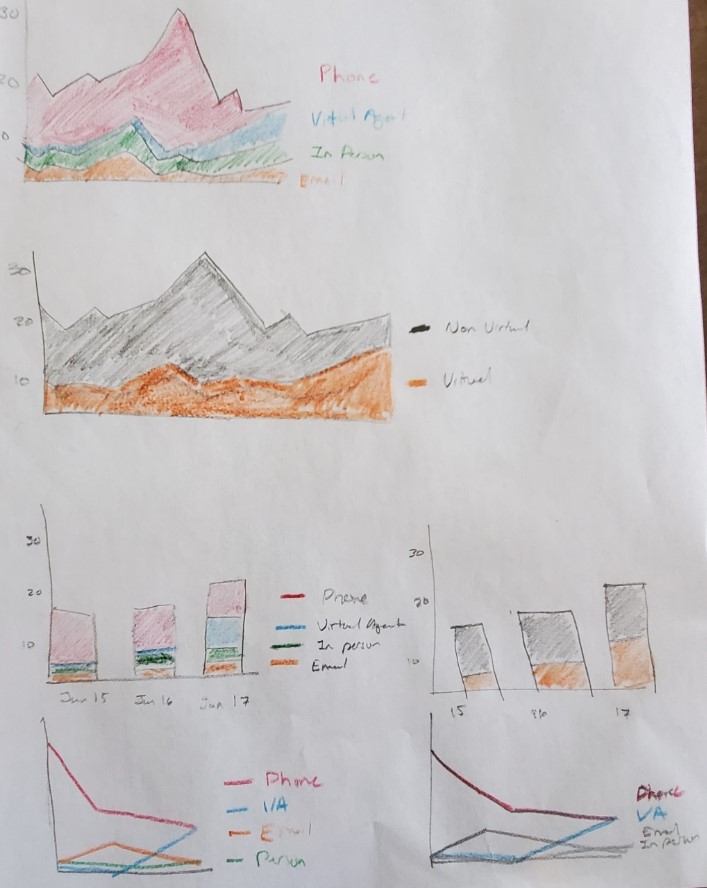 30
20
0
Phone
Virtual Agent
In Person
Email
30
20
10
Non Virtual
Virtual
30
20
10
Phone
Virtual Agent
In person
Email
Jun 15
Jun 16
Jun 17
30
20
10
15
17
Phone
VA
Email
Person
Phone
VA
Email
In person